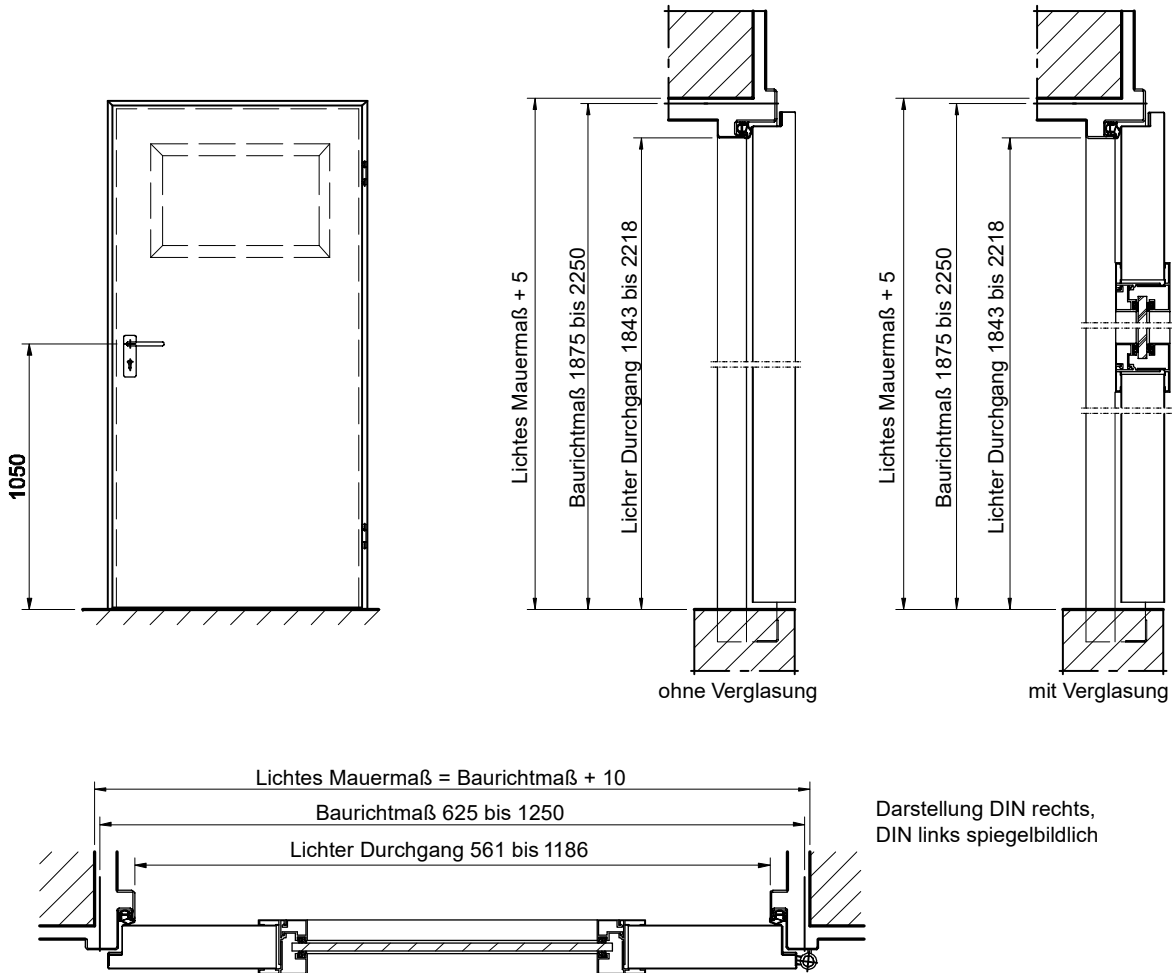 1050
Lichtes Mauermaß + 5
Baurichtmaß 1875 bis 2250
Lichter Durchgang 1843 bis 2218
ohne Verglasung
Lichtes Mauermaß + 5
Baurichtmaß 1875 bis 2250
Lichter Durchgang 1843 bis 2218
mit Verglasung
Lichtes Mauermaß = Baurichtmaß + 10
Baurichtmaß 625 bis 1250
Lichter Durchgang 561 bis 1186
Darstellung DIN rechts,
DIN links spiegelbildlich